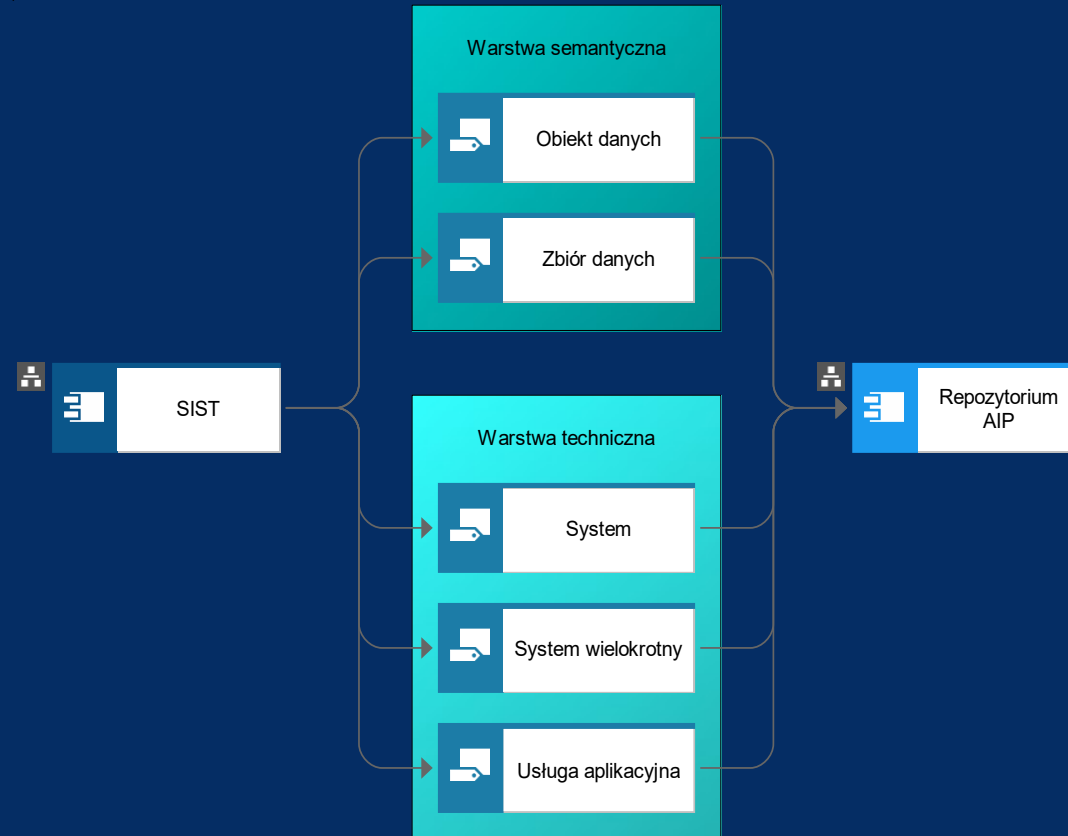 Warstwa semantyczna
Obiekt danych
Zbiór danych
SIST
Warstwa techniczna
System
System wielokrotny
Usługa aplikacyjna
Repozytorium
AIP